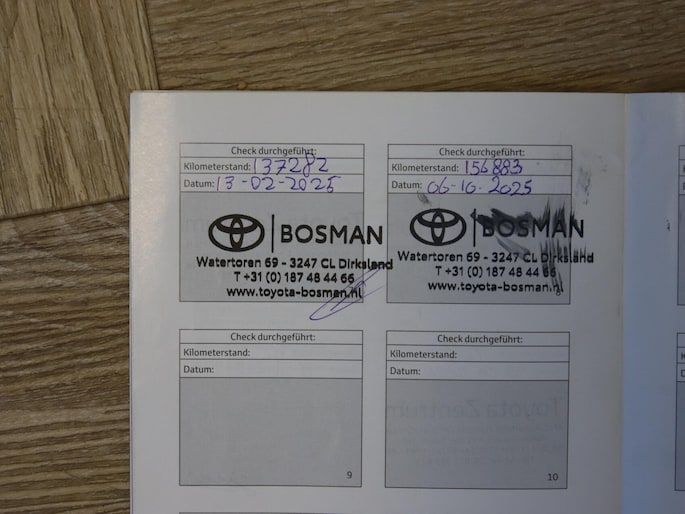 Check durchgeführt:
Kilometerstand: 137282
Datum: 13-02-2025
BOSMAN
Watertoren 69 - 3247 CL Dirksland
T +31 (0) 187 48 44 66
www.toyota-bosman.nl
Check durchgeführt:
Kilometerstand: 156883
Datum: 06-10-2025
BOSMAN
Watertoren 69 - 3247 CL Dirksland
T +31 (0) 187 48 44 66
www.toyota-bosman.nl
Check durchgeführt:
Kilometerstand:
Datum:
9
Check durchgeführt:
Kilometerstand:
Datum:
10